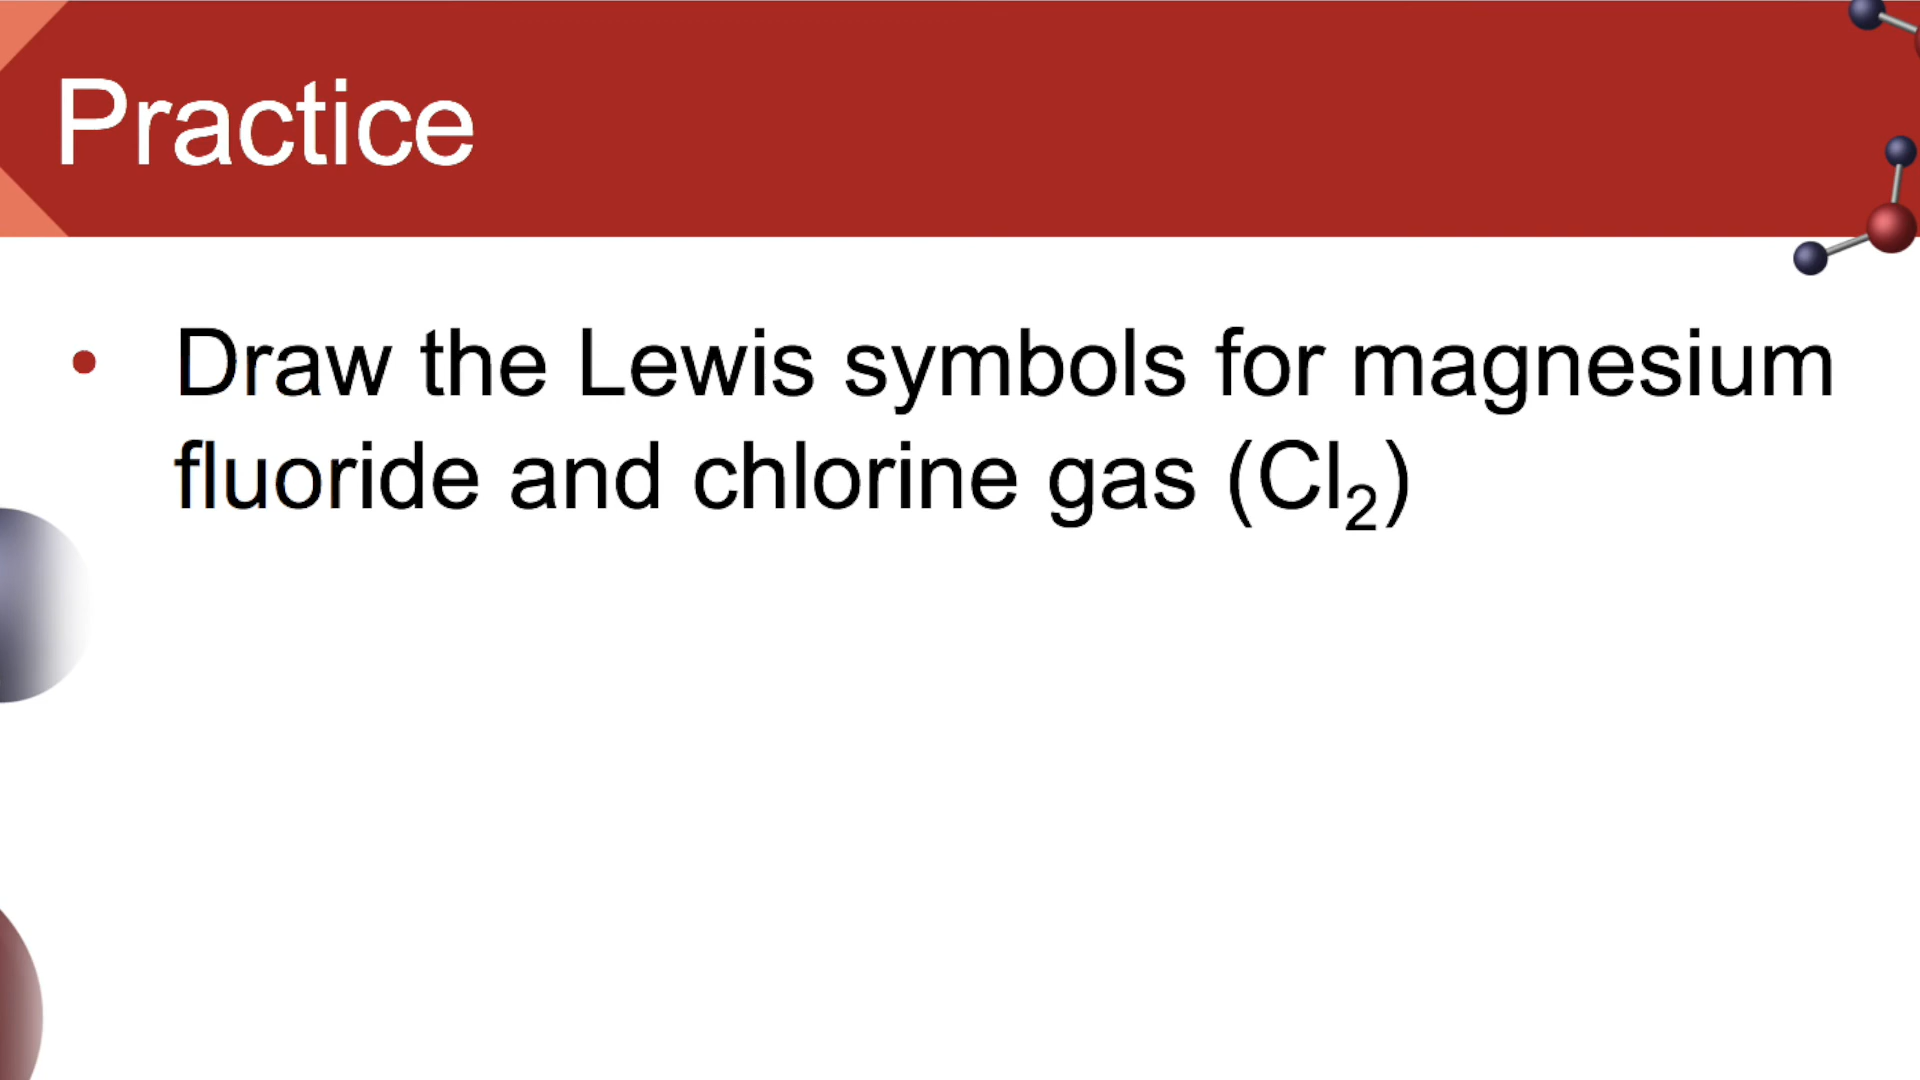 Practice
• Draw the Lewis symbols for magnesium
fluoride and chlorine gas (Cl₂)